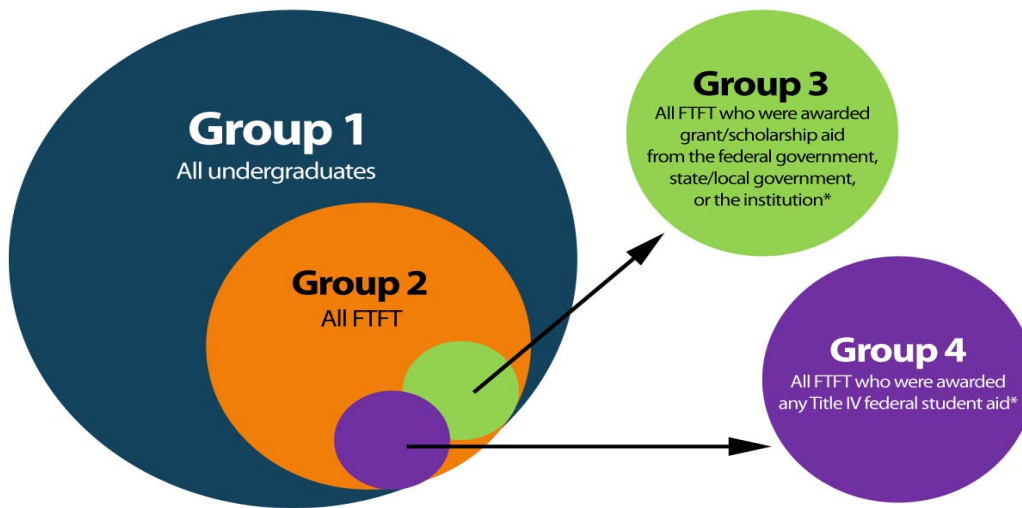 Group 1
All undergraduates
Group 2
All FTFT
Group 3
All FTFT who were awarded
grant/scholarship aid
from the federal government,
state/local government,
or the institution*
Group 4
All FTFT who were awarded
any Title IV federal student aid*